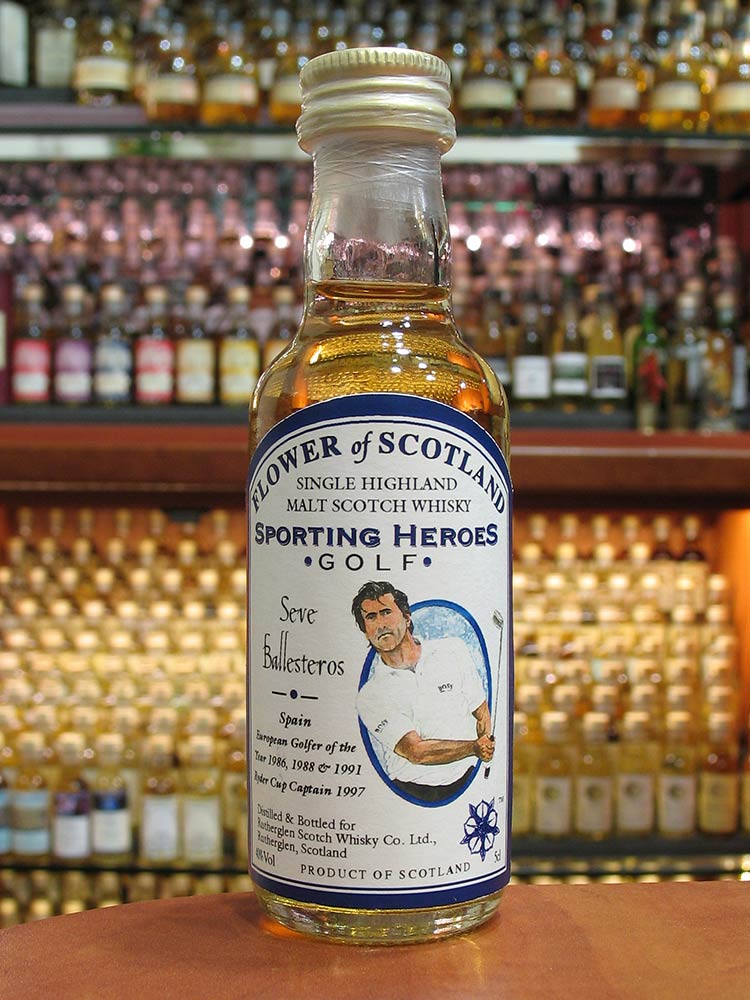 FLOWER of SCOTLAND
SINGLE HIGHLAND
MALT SCOTCH WHISKY
SPORTING HEROES
•GOLF•
Seve
Ballesteros
Spain
European Golfer of the
Year 1986, 1988 & 1991
Ryder Cup Captain 1997
Distilled & Bottled for
Rutherglen Scotch Whisky Co. Ltd.,
Rutherglen, Scotland
40%Vol
5cl
PRODUCT OF SCOTLAND
TM